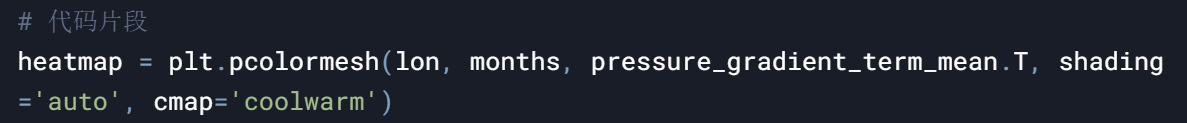 # 代码片段
heatmap = plt.pcolormesh(lon, months, pressure_gradient_term_mean.T, shading
='auto', cmap='coolwarm')